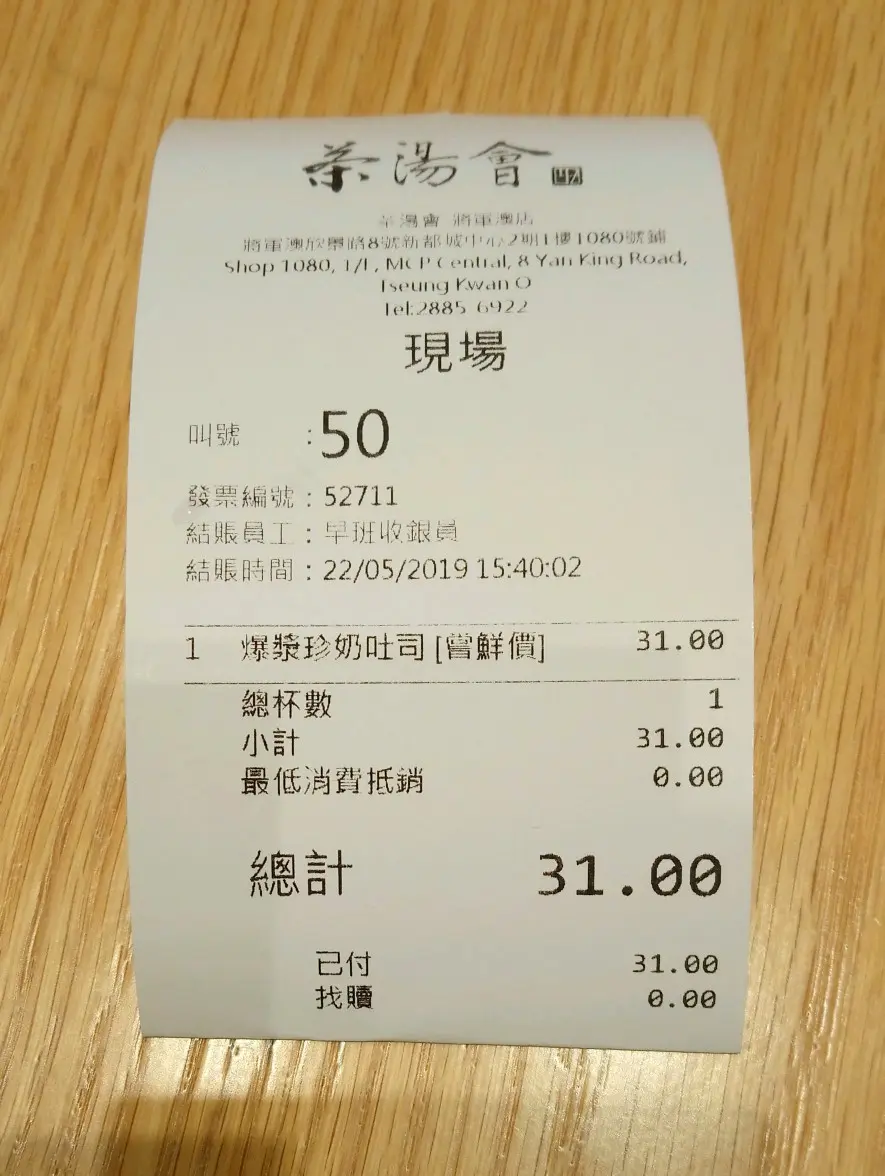 茶湯會
茶湯會 將軍澳店
將軍澳欣景路8號新都城中心2期1樓1080號鋪
Shop 1080, 1/F, MCP Central, 8 Yan King Road,
Tseung Kwan O
Tel:2885 6922
現場
叫號 :50
發票編號 : 52711
結賬員工 : 早班收銀員
結賬時間 : 22/05/2019 15:40:02
1 爆漿珍奶吐司 [嘗鮮價] 31.00
總杯數 1
小計 31.00
最低消費抵銷 0.00
總計 31.00
已付 31.00
找贖 0.00